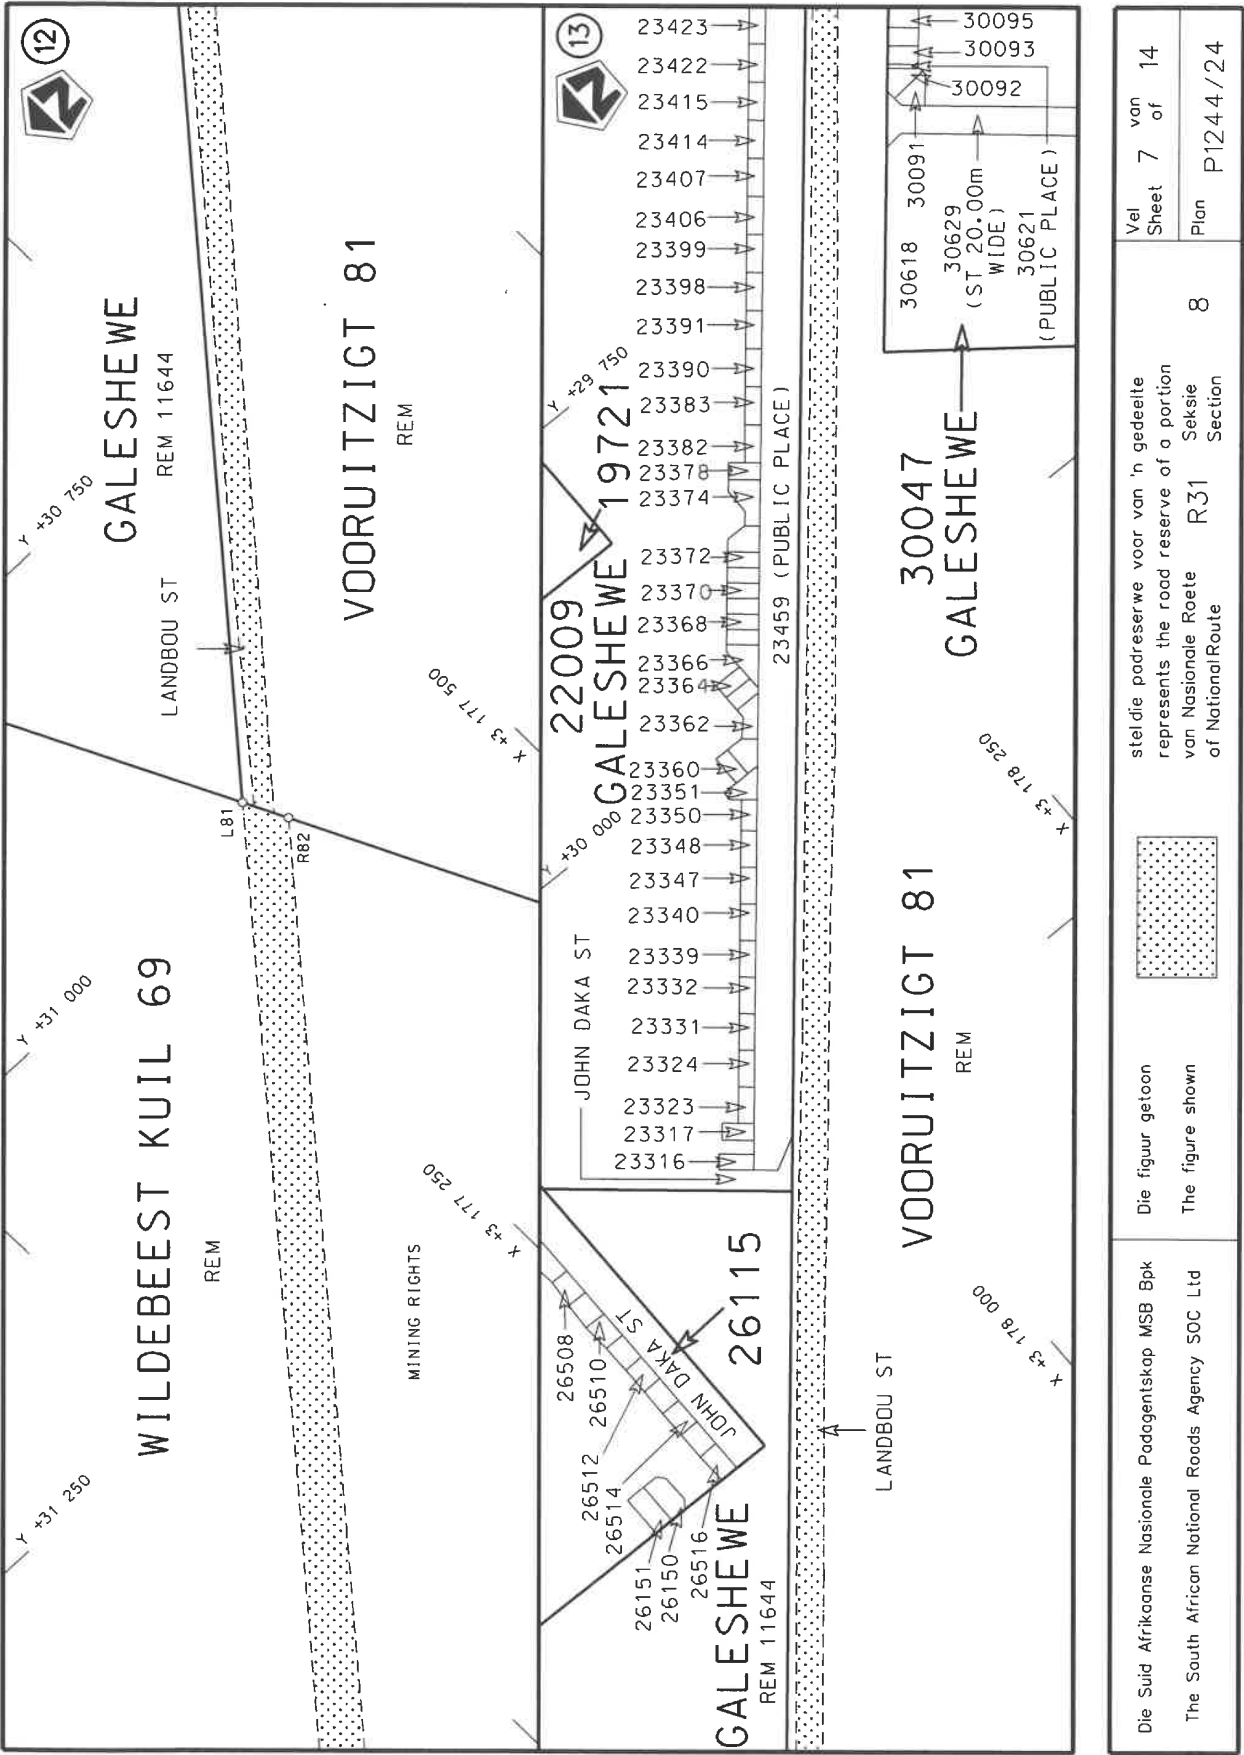 12
Y +31 250
Y +31 000
Y +30 750
WILDEBEEST KUIL 69
REM
MINING RIGHTS
X +3 177 250
L81
R82
LANDBOU ST
GALESHEWE
REM 11644
VOORUITZIGT 81
REM
X +3 177 500
13
26508
26510
26512
26514
26151
26150
26516
JOHN DAKA ST
26115
GALESHEWE
REM 11644
JOHN DAKA ST
Y +30 000
Y +29 750
22009
GALESHEWE
19721
23316
23317
23323
23324
23331
23332
23339
23340
23347
23348
23350
23351
23360
23362
23364
23366
23368
23370
23372
23374
23378
23382
23383
23390
23391
23398
23399
23406
23407
23414
23415
23422
23423
23459 (PUBLIC PLACE)
LANDBOU ST
VOORUITZIGT 81
REM
X +3 178 000
X +3 178 250
30047
GALESHEWE
30618
30091
30629
(ST 20.00m
WIDE)
30621
(PUBLIC PLACE)
30092
30093
30095
Die Suid Afrikaanse Nasionale Padagentskap MSB Bpk
The South African National Roads Agency SOC Ltd
Die figuur getoon
The figure shown
stel die padreserwe voor van 'n gedeelte
represents the road reserve of a portion
van Nasionale Roete R31 Seksie 8
of National Route Section
Vel 7 van 14
Sheet of
Plan P1244/24